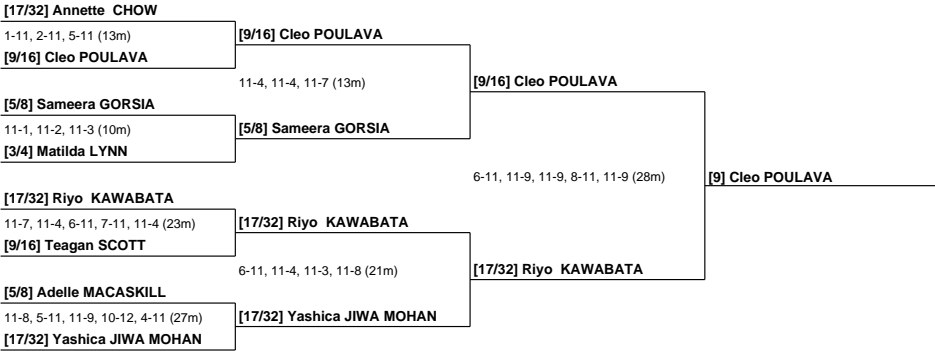 [17/32] Annette  CHOW
1-11, 2-11, 5-11 (13m)
[9/16] Cleo POULAVA
[9/16] Cleo POULAVA
11-4, 11-4, 11-7 (13m)
[9/16] Cleo POULAVA
[5/8] Sameera GORSIA
11-1, 11-2, 11-3 (10m)
[5/8] Sameera GORSIA
[3/4] Matilda LYNN
6-11, 11-9, 11-9, 8-11, 11-9 (28m)
[9] Cleo POULAVA
[17/32] Riyo  KAWABATA
11-7, 11-4, 6-11, 7-11, 11-4 (23m)
[17/32] Riyo  KAWABATA
[9/16] Teagan SCOTT
6-11, 11-4, 11-3, 11-8 (21m)
[17/32] Riyo  KAWABATA
[5/8] Adelle MACASKILL
11-8, 5-11, 11-9, 10-12, 4-11 (27m)
[17/32] Yashica JIWA MOHAN
[17/32] Yashica JIWA MOHAN